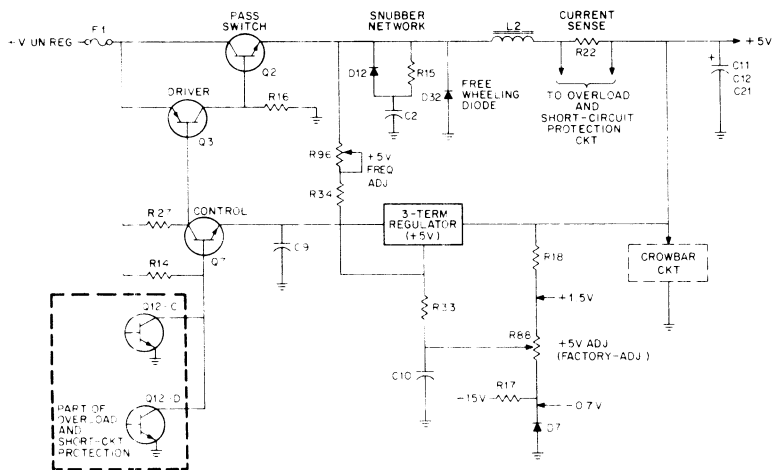 PASS
SWITCH
SNUBBER
NETWORK
CURRENT
SENSE
+V UN REG
F1
L2
+5V
R22
Q2
D12
R15
C2
D32
FREE
WHEELING
DIODE
C11
C12
C21
DRIVER
R16
TO OVERLOAD
AND
SHORT-CIRCUIT
PROTECTION
CKT
Q3
R96
+5V
FREQ
ADJ
R34
R27
CONTROL
3-TERM
REGULATOR
(+5V)
C9
Q7
R14
R18
CROWBAR
CKT
Q12-C
R33
+1.5V
R88
+5V ADJ
(FACTORY-ADJ)
C10
Q12-D
R17
-15V
-0.7V
D7
PART OF
OVERLOAD
AND
SHORT-CKT
PROTECTION